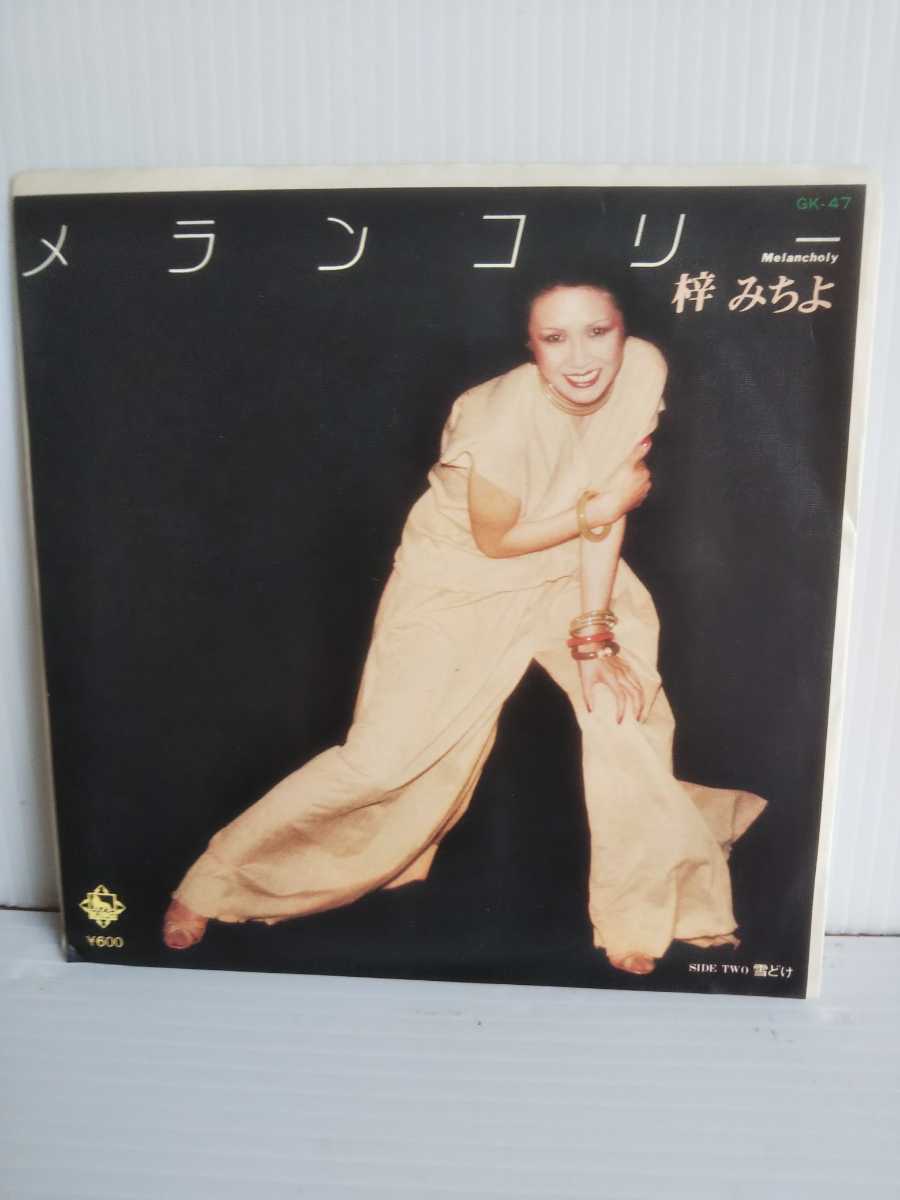 GK-47
メランコリー
Melancholy
梓 みちよ
¥600
SIDE TWO 雪どけ